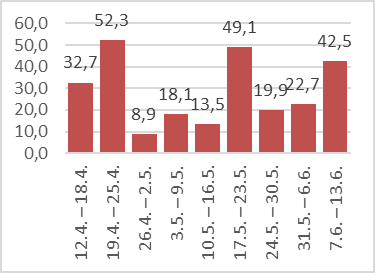 60,0
50,0
40,0
30,0
20,0
10,0
0,0
32,7
52,3
8,9
18,1
13,5
49,1
19,9
22,7
42,5
12.4. – 18.4.
19.4. – 25.4.
26.4. – 2.5.
3.5. – 9.5.
10.5. – 16.5.
17.5. – 23.5.
24.5. – 30.5.
31.5. – 6.6.
7.6. – 13.6.